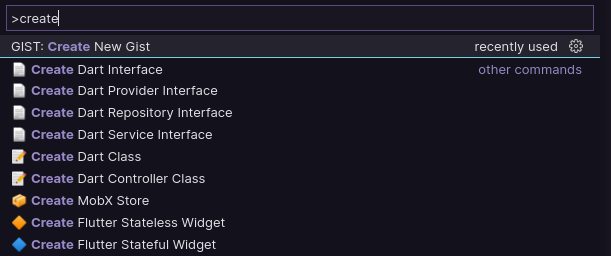 >create
GIST: Create New Gist recently used
Create Dart Interface other commands
Create Dart Provider Interface
Create Dart Repository Interface
Create Dart Service Interface
Create Dart Class
Create Dart Controller Class
Create MobX Store
Create Flutter Stateless Widget
Create Flutter Stateful Widget